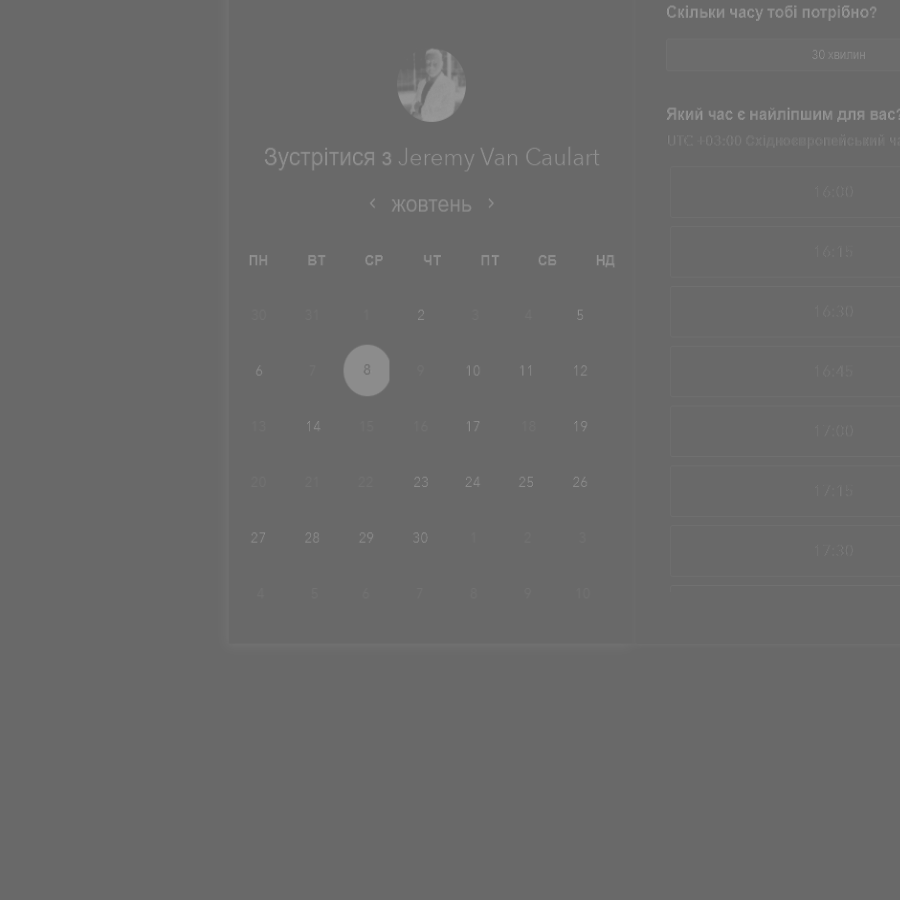 Зустрітися з Jeremy Van Caulart
‹ жовтень ›
ПН ВТ СР ЧТ ПТ СБ НД
30 31 1 2 3 4 5
6 7 8 9 10 11 12
13 14 15 16 17 18 19
20 21 22 23 24 25 26
27 28 29 30 1 2 3
4 5 6 7 8 9 10
Скільки часу тобі потрібно?
30 хвилин
Який час є найліпшим для вас?
UTC +03:00 Східноєвропейський
16:00
16:15
16:30
16:45
17:00
17:15
17:30